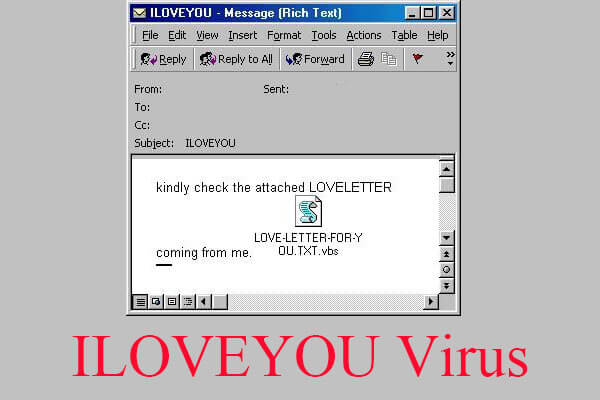 ILOVEYOU - Message (Rich Text)
File Edit View Insert Format Tools Actions Table Help
Reply Reply to All Forward
From: Sent:
To:
Cc:
Subject: ILOVEYOU
kindly check the attached LOVELETTER
LOVE-LETTER-FOR-Y
OU.TXT.vbs
coming from me.
ILOVEYOU Virus